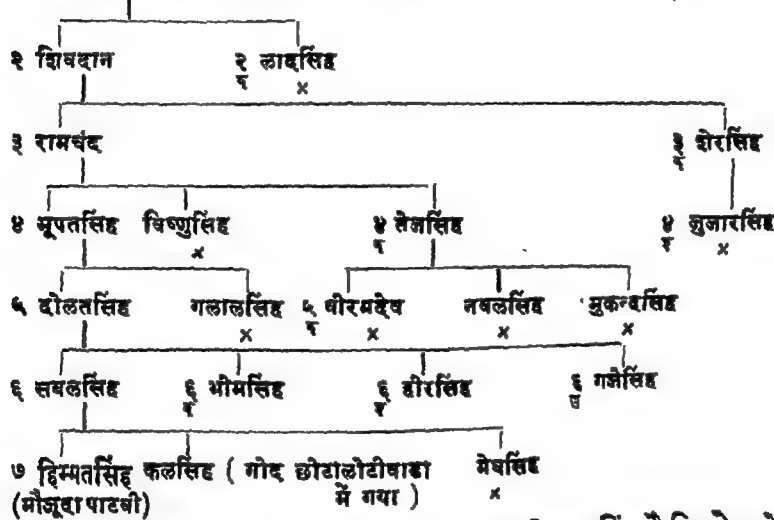 २ शिवदान २/द लादसिंह ×
३ रामचंद ३/द शेरसिंह
४ भूपतसिंह विष्णुसिंह × ४/द तेजसिंह ४/ह जुजारसिंह ×
५ दोलतसिंह गलालसिंह × ५/द वीरमदेव × नवलसिंह × मुकन्दसिंह ×
६ सबलसिंह ६ भीमसिंह ६ हीरसिंह ६ गजेसिंह
७ हिम्मतसिंह कलसिंह ( गोद छोटालोटीवाडा मेघसिंह
(मौजूदा पाटवी) में गया ) ×